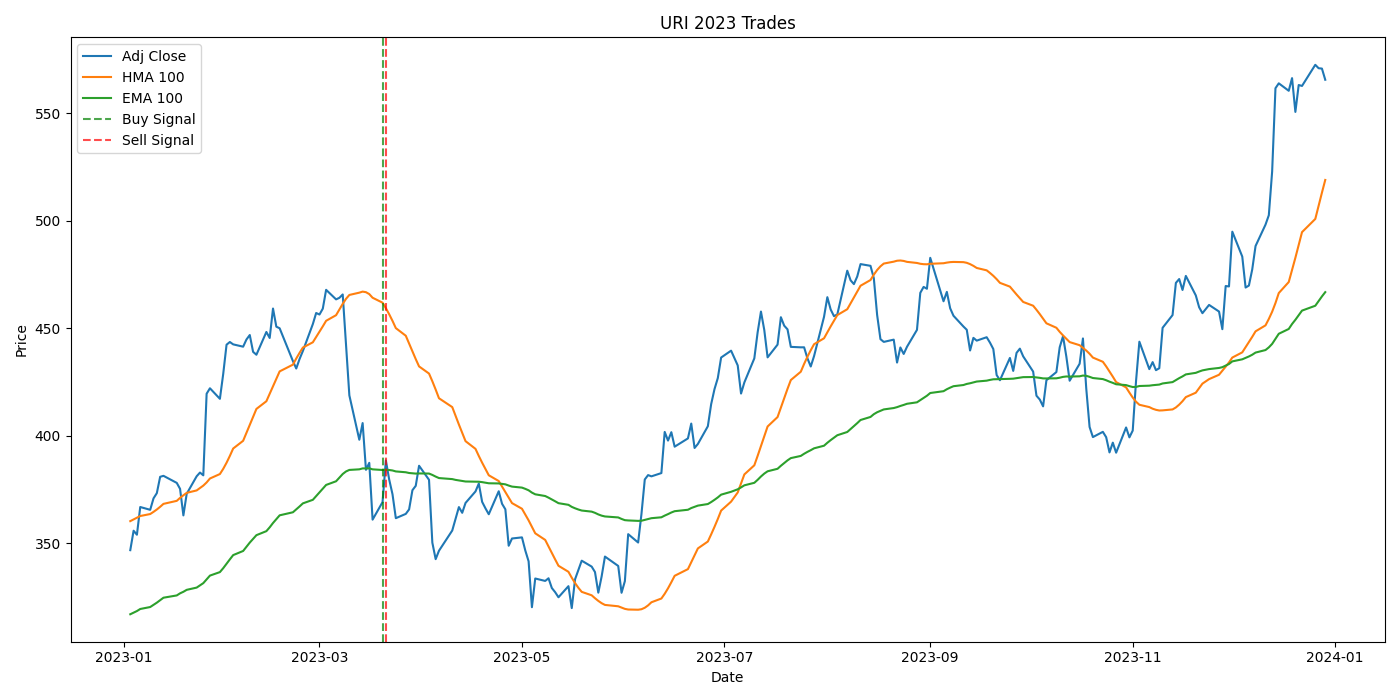 URI 2023 Trades
Adj Close
HMA 100
EMA 100
Buy Signal
Sell Signal
Price
550
500
450
400
350
2023-01 2023-03 2023-05 2023-07 2023-09 2023-11 2024-01
Date